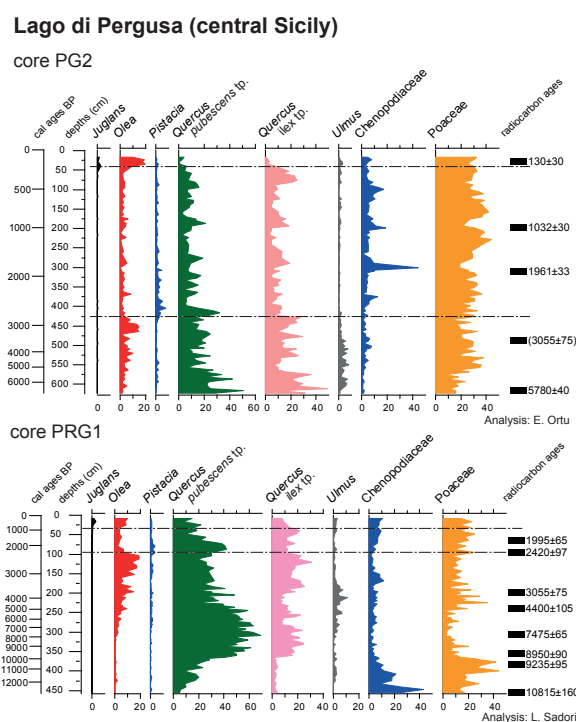 Lago di Pergusa (central Sicily)
core PG2
cal ages BP
depths (cm)
Juglans
Olea
Pistacia
Quercus
pubescens tp.
Quercus
ilex tp.
Ulmus
Chenopodiaceae
Poaceae
radiocarbon ages
0
500
1000
2000
3000
4000
5000
6000
0
50
100
150
200
250
300
350
400
450
500
550
600
130±30
1032±30
1961±33
(3055±75)
5780±40
0 0 20 0 0 20 40 60 0 20 40 0 0 20 40 0 20 40
Analysis: E. Ortu
core PRG1
cal ages BP
depths (cm)
Juglans
Olea
Pistacia
Quercus
pubescens tp.
Quercus
ilex tp.
Ulmus
Chenopodiaceae
Poaceae
radiocarbon ages
0
1000
2000
3000
4000
5000
6000
7000
8000
9000
10000
11000
12000
0
50
100
150
200
250
300
350
400
450
1995±65
2420±97
3055±75
4400±105
7475±65
8950±90
9235±95
10815±160
0 0 20 0 0 20 40 60 0 20 0 0 20 40 0 20 40
Analysis: L. Sadori